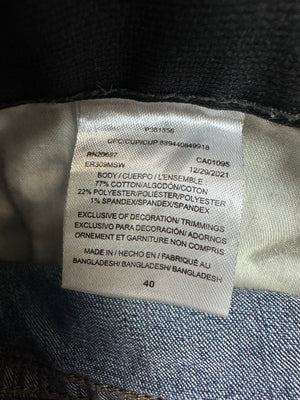 P351556
UPC/CUP/CUP 889440849918
RN20697 CA01095
ER309MSW 12/29/2021
BODY / CUERPO / L'ENSEMBLE :
77% COTTON/ALGODÓN/COTON
22% POLYESTER/POLIÉSTER/POLYESTER
1% SPANDEX/SPANDEX/SPANDEX
EXCLUSIVE OF DECORATION/ TRIMMINGS
EXCLUSIVO PARA DECORACIÓN/ ADORNOS
ORNEMENT ET GARNITURE NON COMPRIS
MADE IN / HECHO EN / FABRIQUÉ AU
BANGLADESH/ BANGLADESH/ BANGLADESH
40